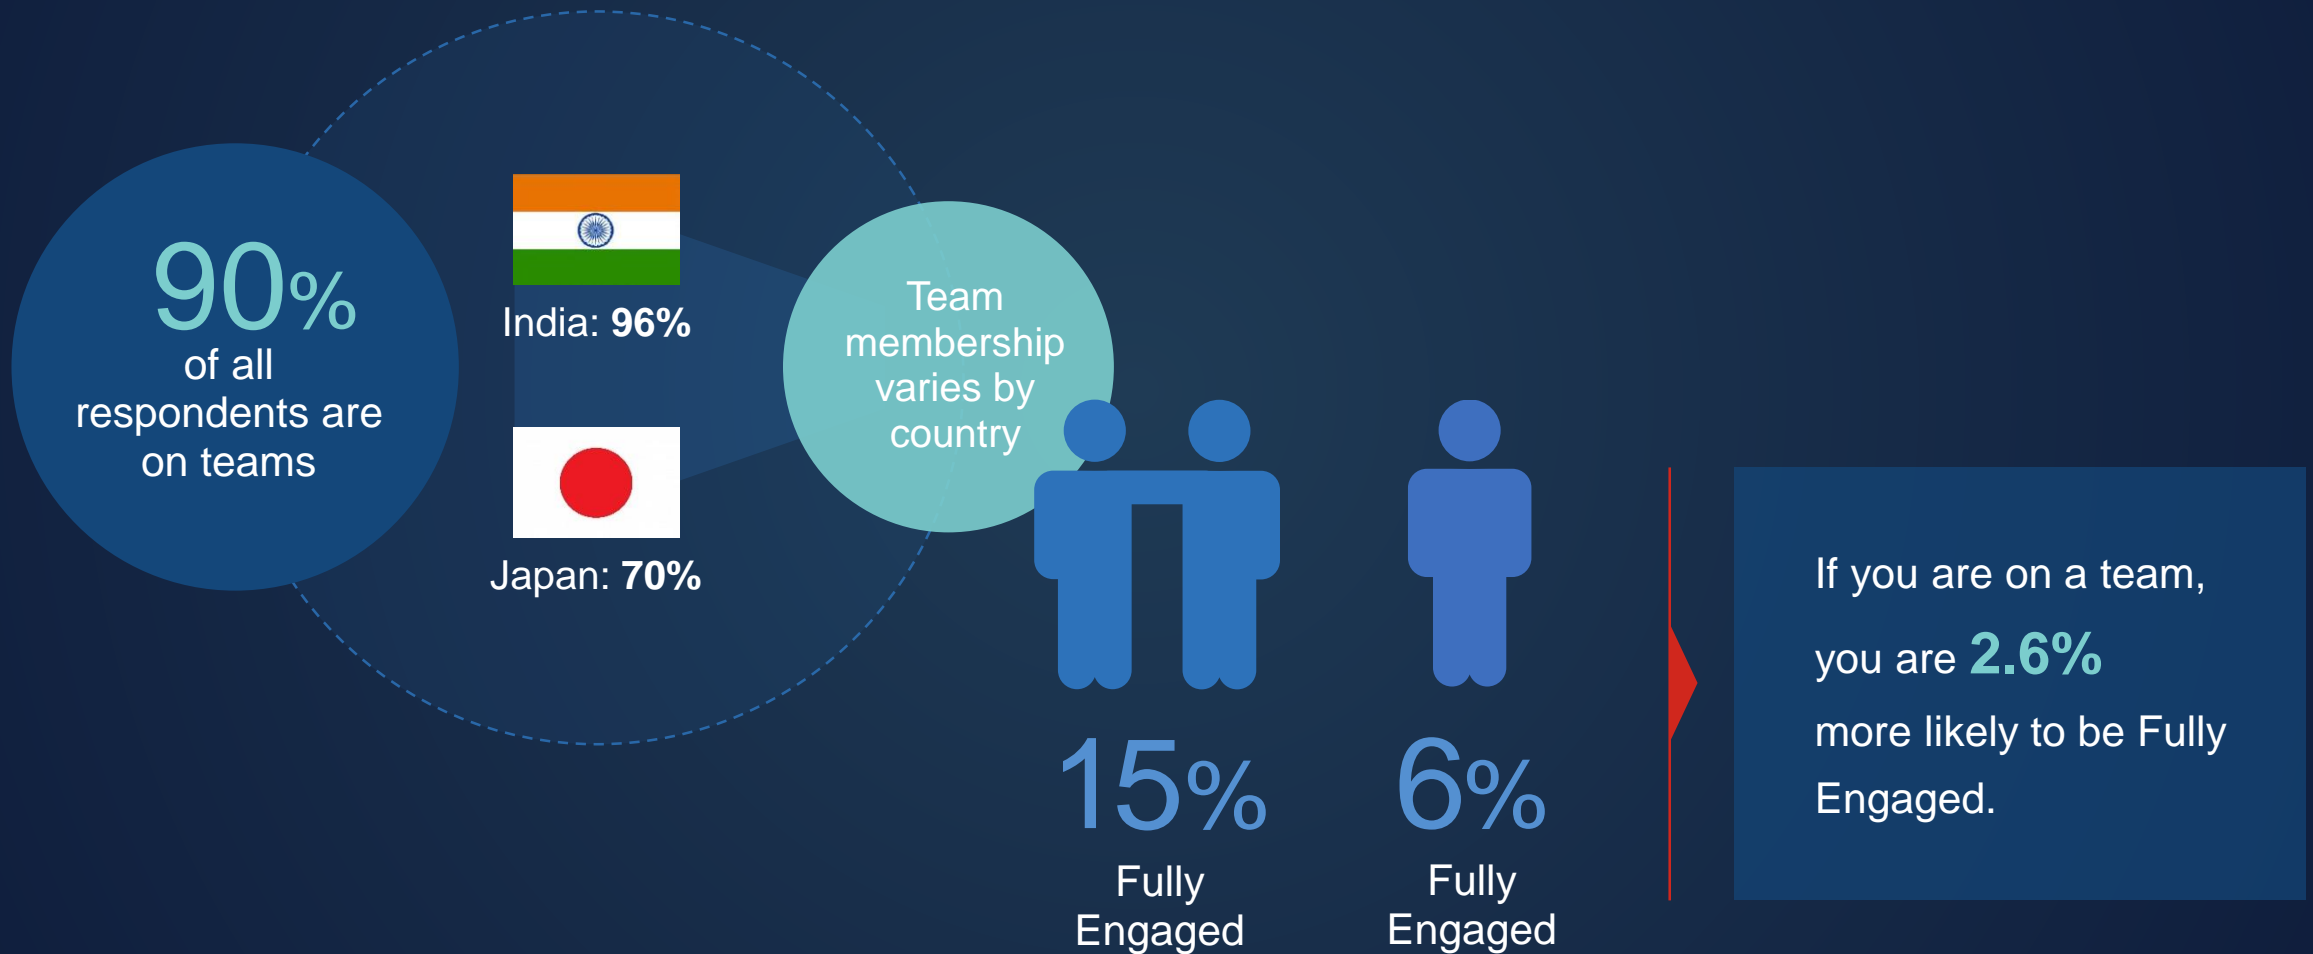 90%
of all
respondents are
on teams
India: 96%
Japan: 70%
Team
membership
varies by
country
15%
Fully
Engaged
6%
Fully
Engaged
If you are on a team,
you are 2.6%
more likely to be Fully
Engaged.